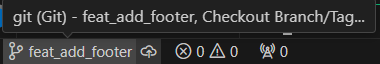 git (Git) - feat_add_footer, Checkout Branch/Tag...
feat_add_footer 0 0 0